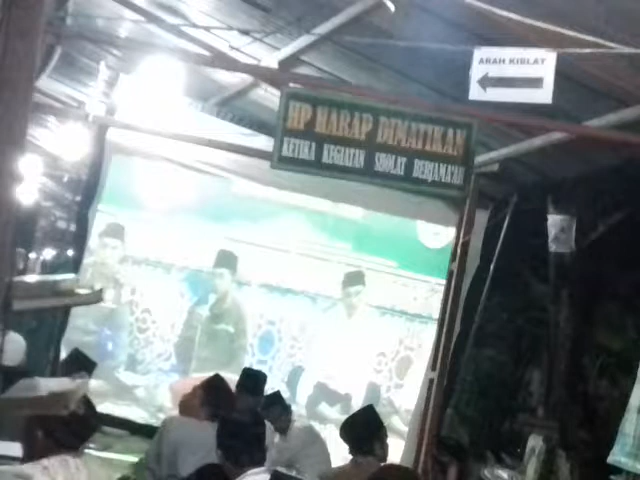 ARAH KIBLAT
HP HARAP DIMATIKAN
KETIKA KEGIATAN SHOLAT BERJAMA'AH